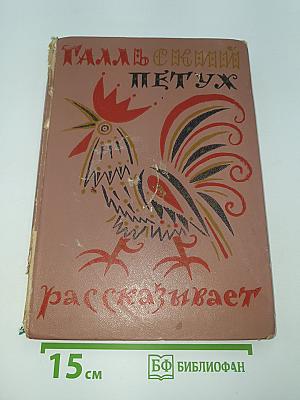 ГАЛЛЬСКИЙ
ПЕТУХ
рассказывает
15 см
БФ БИБЛИОФАН